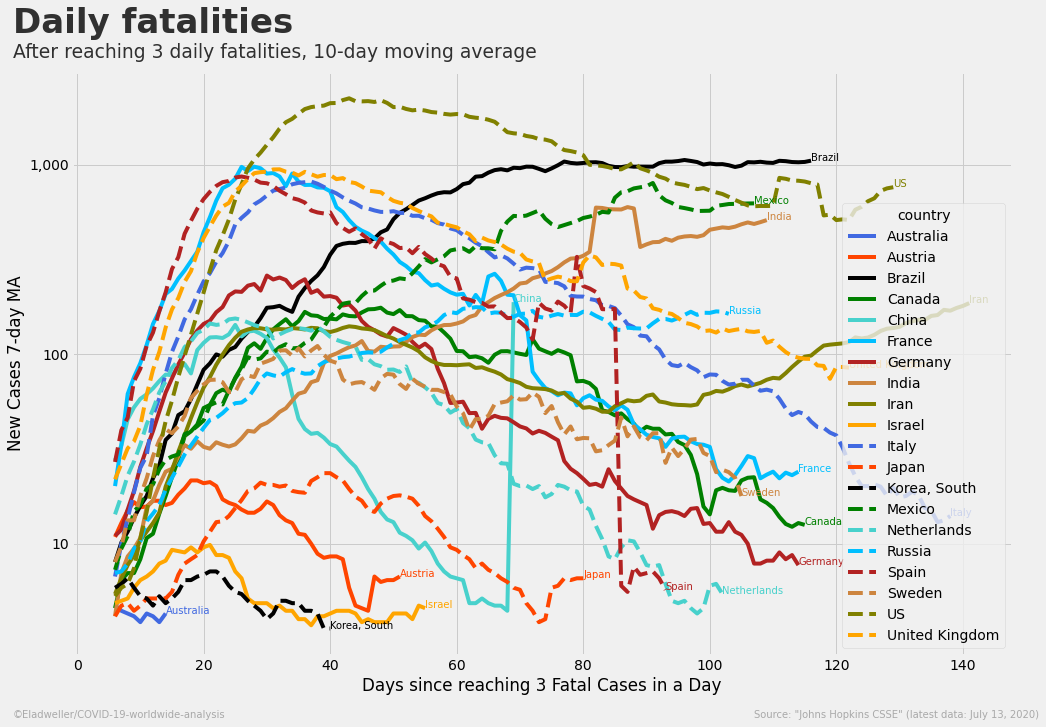 Daily fatalities
After reaching 3 daily fatalities, 10-day moving average
New Cases 7-day MA
1,000
100
10
0
20
40
60
80
100
120
140
Days since reaching 3 Fatal Cases in a Day
Brazil
US
Mexico
India
China
Iran
Russia
France
Sweden
Italy
Canada
Germany
Austria
Japan
Spain
Netherlands
Israel
Australia
Korea, South
country
Australia
Austria
Brazil
Canada
China
France
Germany
India
Iran
Israel
Italy
Japan
Korea, South
Mexico
Netherlands
Russia
Spain
Sweden
US
United Kingdom
©Eladweller/COVID-19-worldwide-analysis
Source: "Johns Hopkins CSSE" (latest data: July 13, 2020)